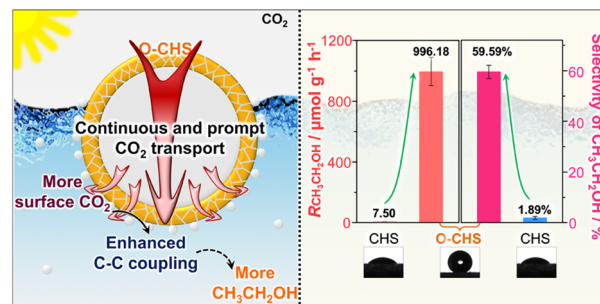 CO₂
O-CHS
Continuous and prompt
CO₂ transport
More
surface CO₂
Enhanced
C-C coupling
More
CH₃CH₂OH
R_CH₃CH₂OH / μmol g⁻¹ h⁻¹
1200
800
400
0
996.18
7.50
59.59%
1.89%
60
40
20
0
Selectivity of CH₃CH₂OH / %
CHS
O-CHS
CHS